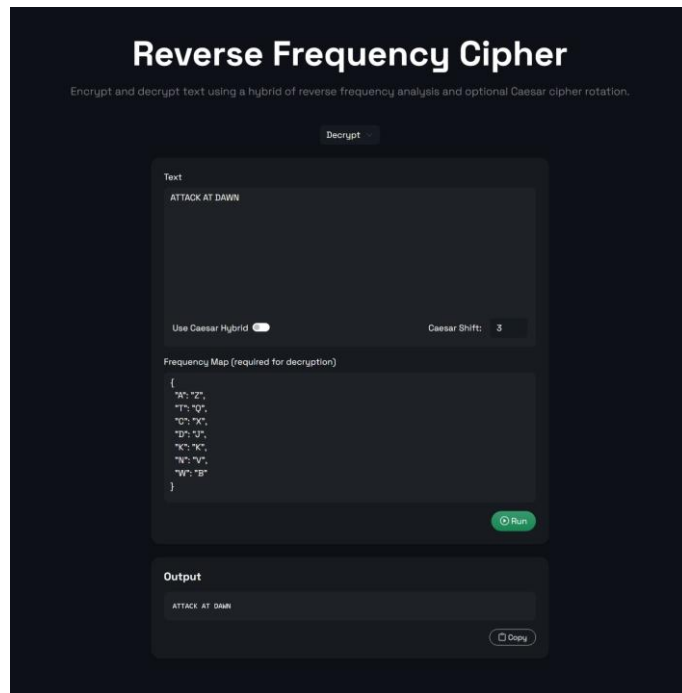 Reverse Frequency Cipher
Encrypt and decrypt text using a hybrid of reverse frequency analysis and optional Caesar cipher rotation.
Decrypt
Text
ATTACK AT DAWN
Use Caesar Hybrid
Caesar Shift: 3
Frequency Map (required for decryption)
{
"A": "Z",
"T": "Q",
"C": "X",
"D": "J",
"K": "K",
"N": "V",
"W": "B"
}
Run
Output
ATTACK AT DAWN
Copy